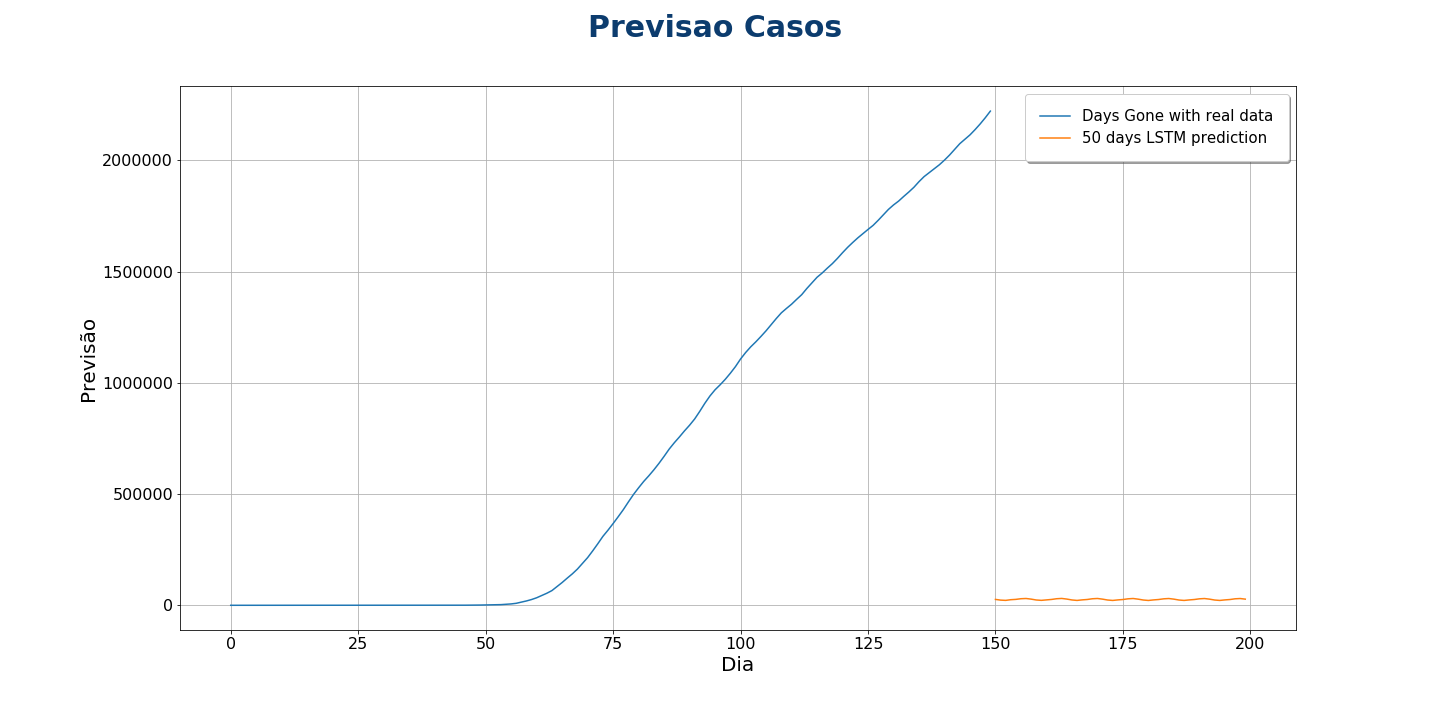 Previsao Casos
Days Gone with real data
50 days LSTM prediction
2000000
1500000
1000000
500000
0
Previsão
0 25 50 75 100 125 150 175 200
Dia